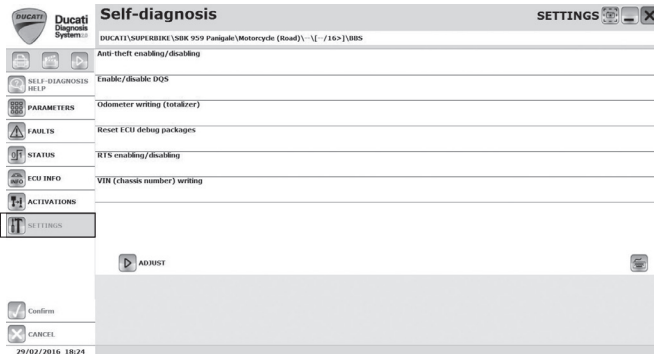 DUCATI
Ducati
Diagnosis
System
Self-diagnosis
SETTINGS
DUCATI\SUPERBIKE\SBK 959 Panigale\Motorcycle (Road)\--\[--/16>]\BBS
SELF-DIAGNOSIS
HELP
PARAMETERS
FAULTS
STATUS
INFO
ECU INFO
ACTIVATIONS
SETTINGS
Anti-theft enabling/disabling
Enable/disable DQS
Odometer writing (totalizer)
Reset ECU debug packages
RTS enabling/disabling
VIN (chassis number) writing
ADJUST
Confirm
CANCEL
29/02/2016 18:24